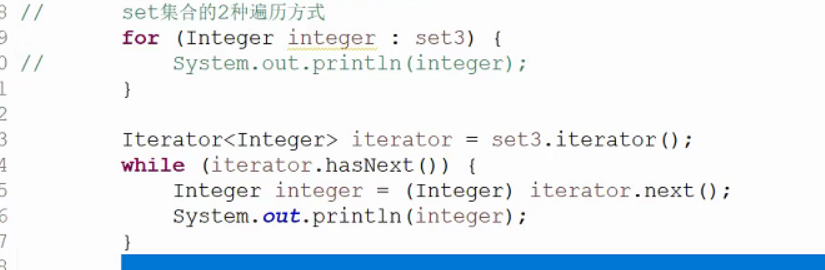 8 //      set集合的2种遍历方式
9        for (Integer integer : set3) {
0 //          System.out.println(integer);
1        }
2
3        Iterator<Integer> iterator = set3.iterator();
4        while (iterator.hasNext()) {
5            Integer integer = (Integer) iterator.next();
6            System.out.println(integer);
7        }
8